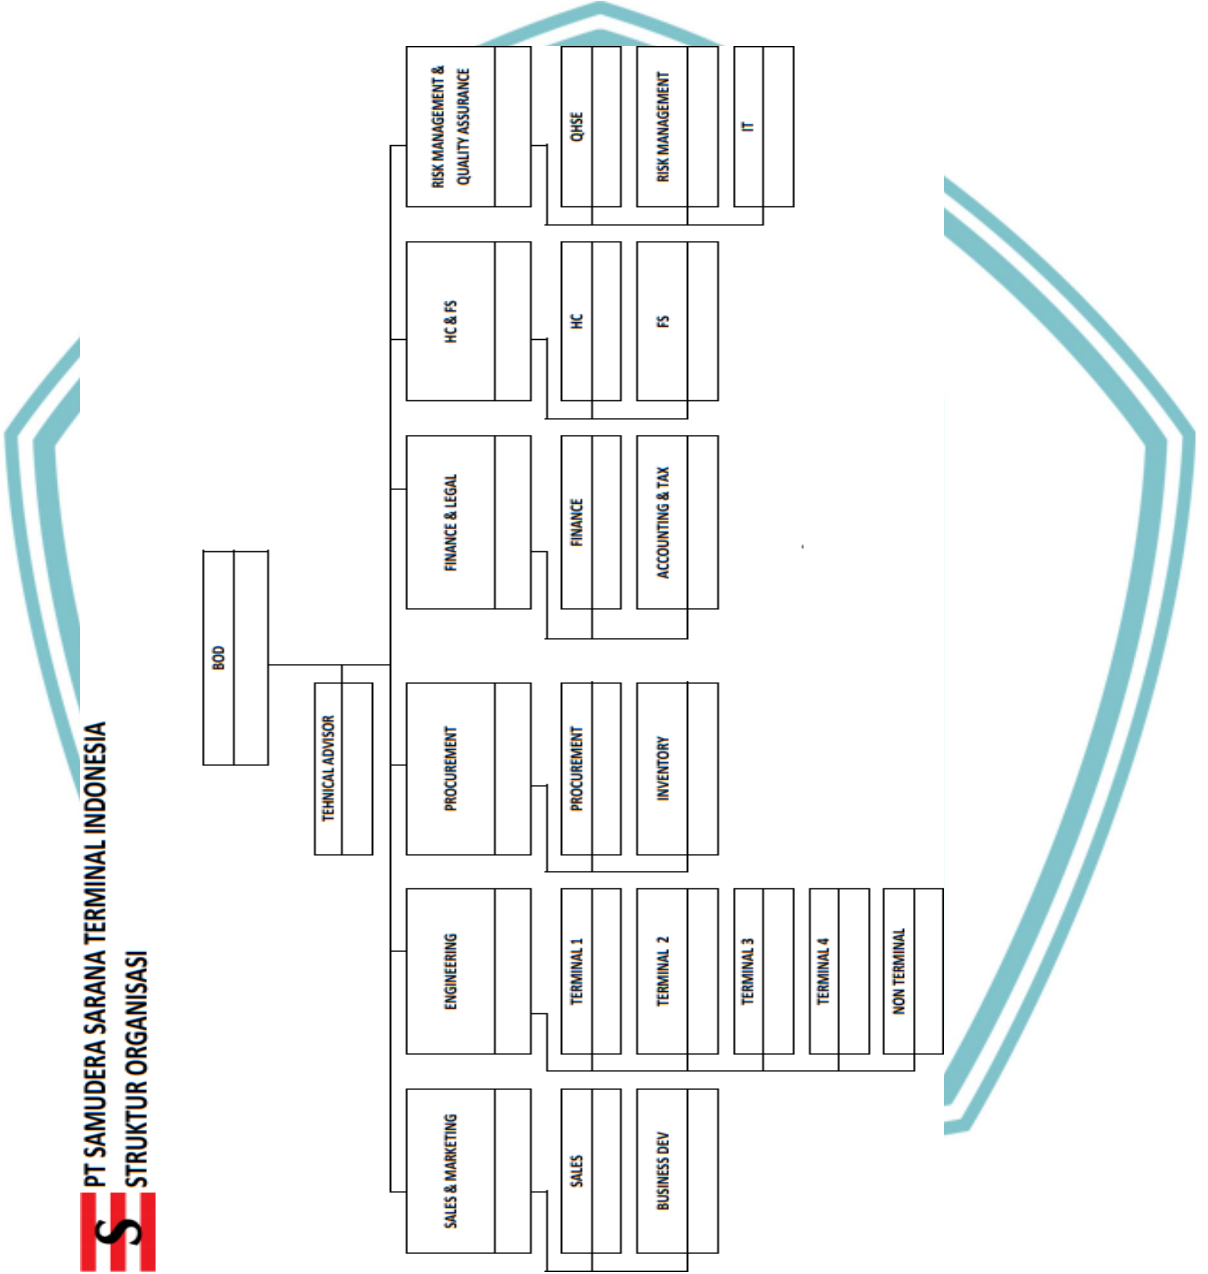 S
PT SAMUDERA SARANA TERMINAL INDONESIA
STRUKTUR ORGANISASI
BOD
TEHNICAL ADVISOR
SALES & MARKETING
SALES
BUSINESS DEV
ENGINEERING
TERMINAL 1
TERMINAL 2
TERMINAL 3
TERMINAL 4
NON TERMINAL
PROCUREMENT
PROCUREMENT
INVENTORY
FINANCE & LEGAL
FINANCE
ACCOUNTING & TAX
HC & FS
HC
FS
RISK MANAGEMENT &
QUALITY ASSURANCE
QHSE
RISK MANAGEMENT
IT